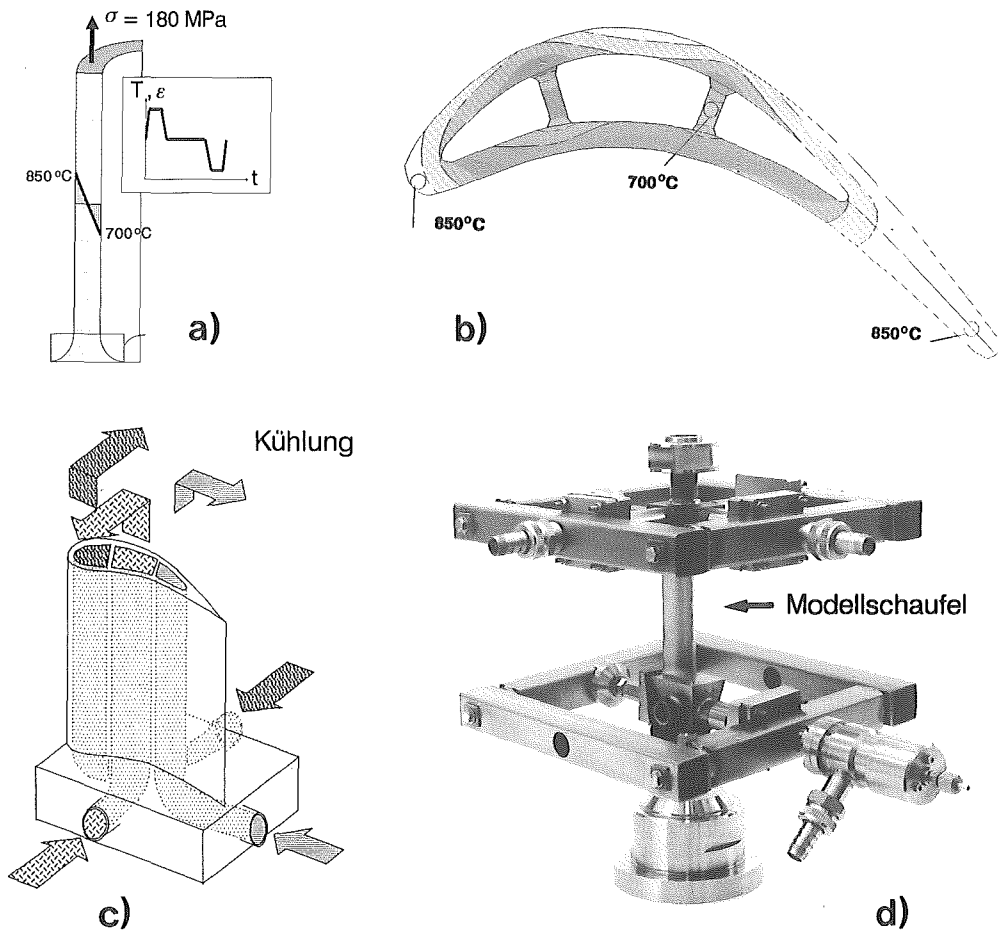 σ = 180 MPa
T, ε
850°C
t
700°C
a)
850°C
700°C
850°C
b)
Kühlung
c)
Modellschaufel
d)